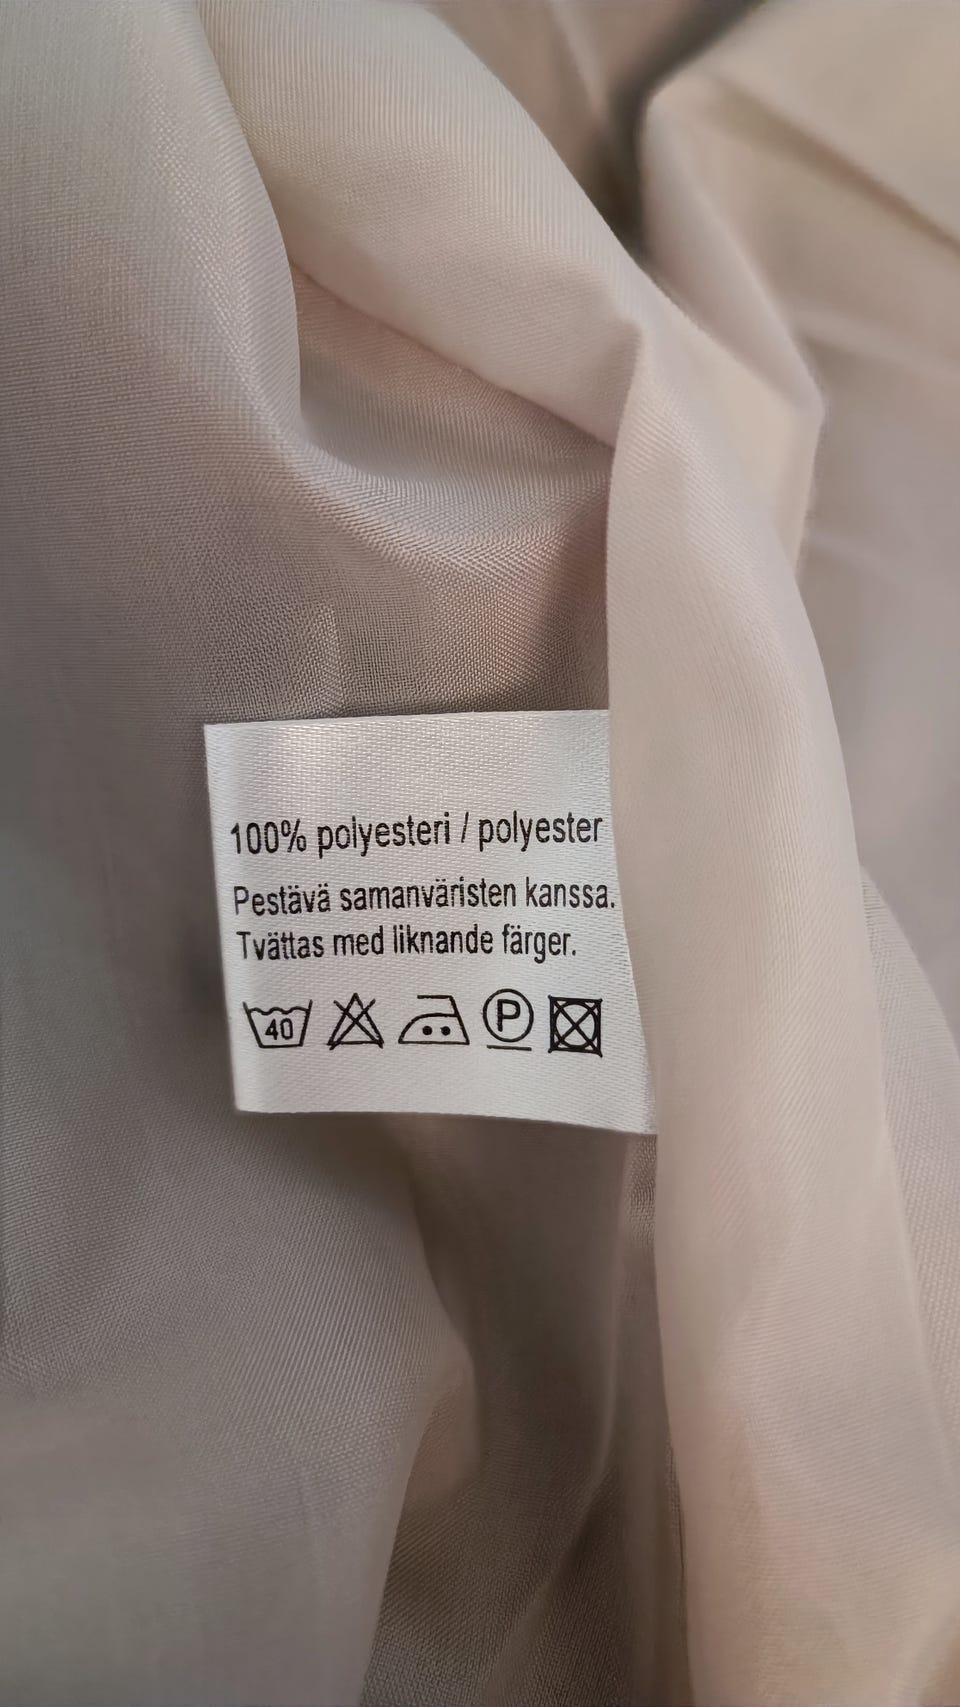 100% polyesteri / polyester
Pestävä samanväristen kanssa.
Tvättas med liknande färger.
40 P